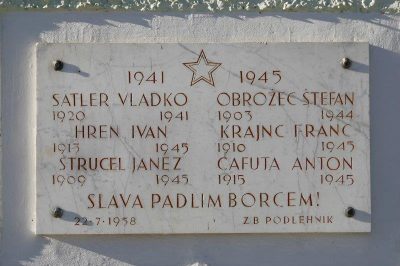 1941 1945
SATLER VLADKO OBROŽEC ŠTEFAN
1920 1941 1903 1944
HREN IVAN KRAJNC FRANC
1913 1945 1910 1945
STRUCEL JANEZ CAFUTA ANTON
1909 1945 1915 1945
SLAVA PADLIM BORCEM!
22-7-1958 Z.B PODLEHNIK